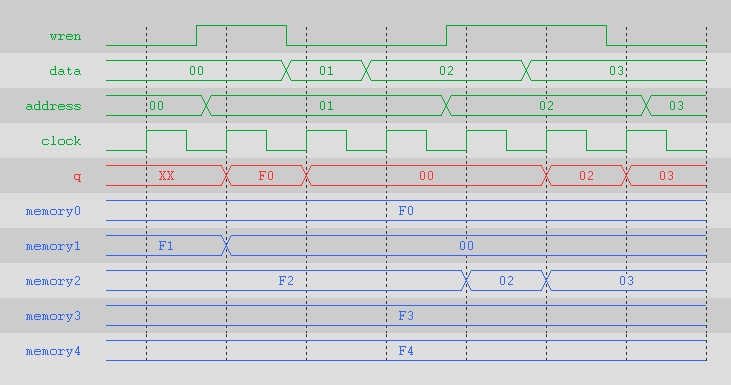 wren
data 00 01 02 03
address 00 01 02 03
clock
q XX F0 00 02 03
memory0 F0
memory1 F1 00
memory2 F2 02 03
memory3 F3
memory4 F4